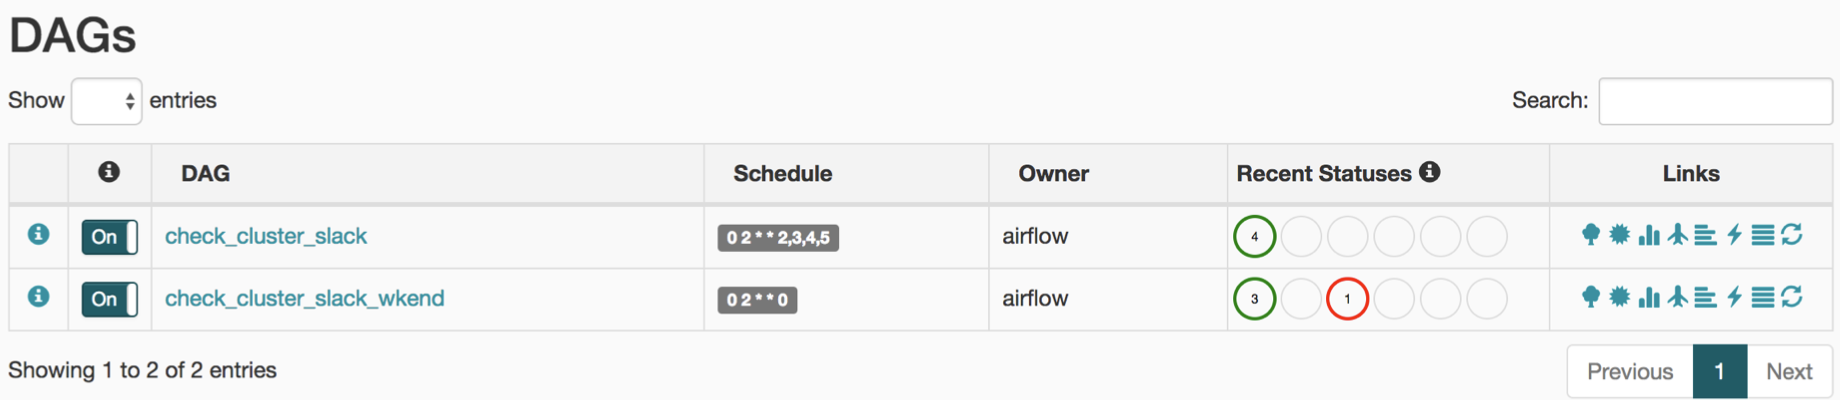 DAGs
Show entries Search:
DAG Schedule Owner Recent Statuses Links
On check_cluster_slack 0 2 * * 2,3,4,5 airflow 4
On check_cluster_slack_wkend 0 2 * * 0 airflow 3 1
Showing 1 to 2 of 2 entries Previous 1 Next